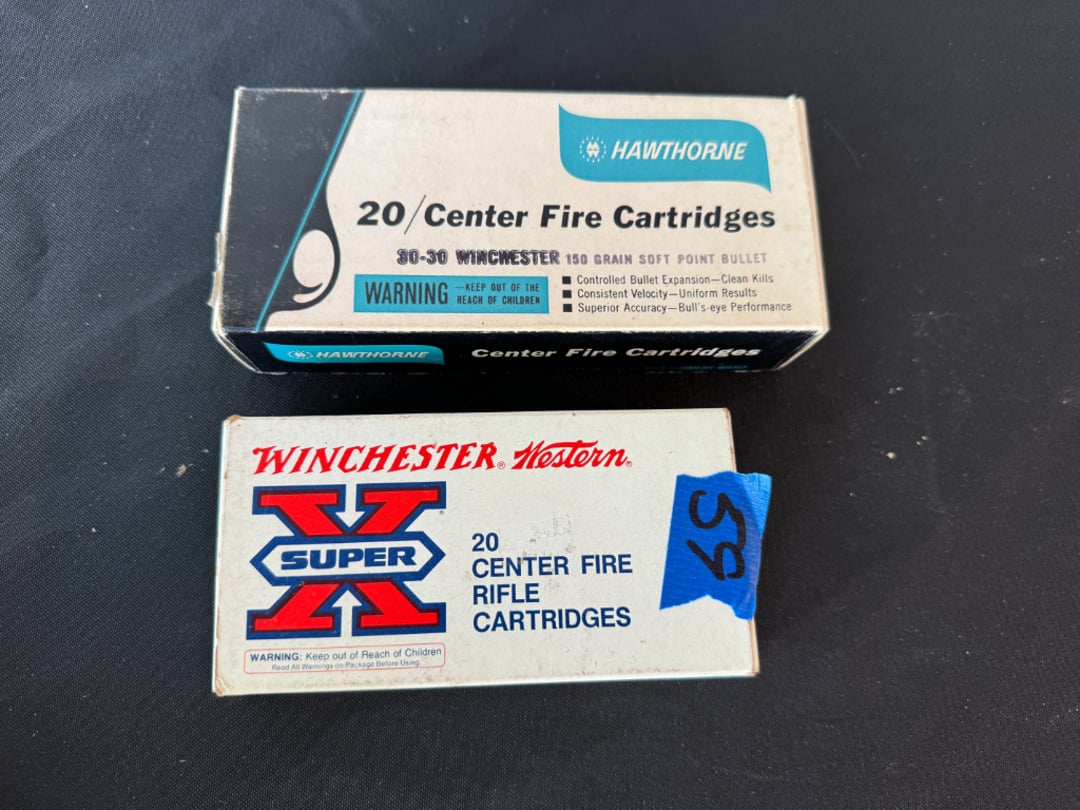 HAWTHORNE
20/Center Fire Cartridges
30-30 WINCHESTER 150 GRAIN SOFT POINT BULLET
WARNING —KEEP OUT OF THE
REACH OF CHILDREN
■ Controlled Bullet Expansion—Clean Kills
■ Consistent Velocity—Uniform Results
■ Superior Accuracy—Bull's-eye Performance
HAWTHORNE Center Fire Cartridges
WINCHESTER® Western®
SUPER X
20
CENTER FIRE
RIFLE
CARTRIDGES
WARNING: Keep out of Reach of Children
Read All Warnings on Package Before Using.
59